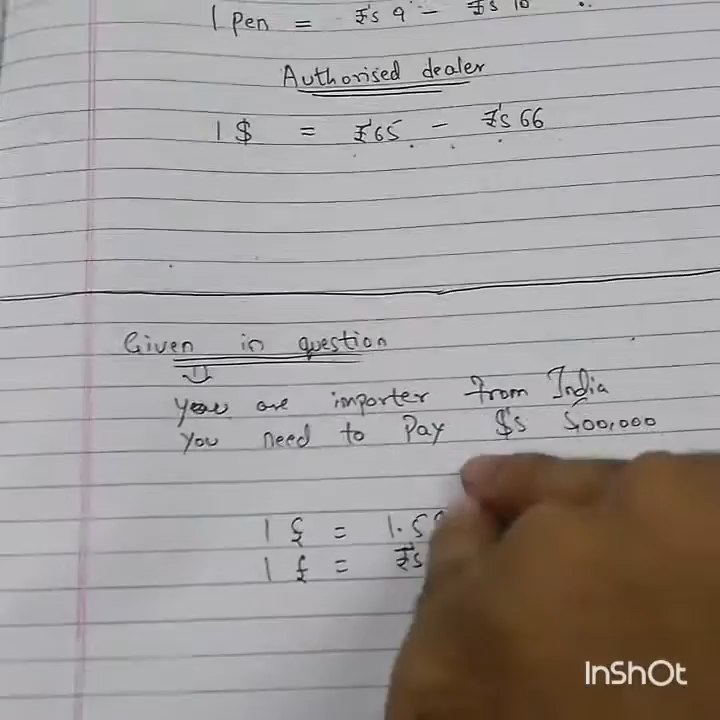 1 Pen = ₹s 9 – ₹s 10
Authorised dealer
1 $ = ₹65 – ₹s 66
Given in question
You are importer from India
You need to Pay $s 500,000
1 £ = 1.5
1 £ = ₹s
InShOt